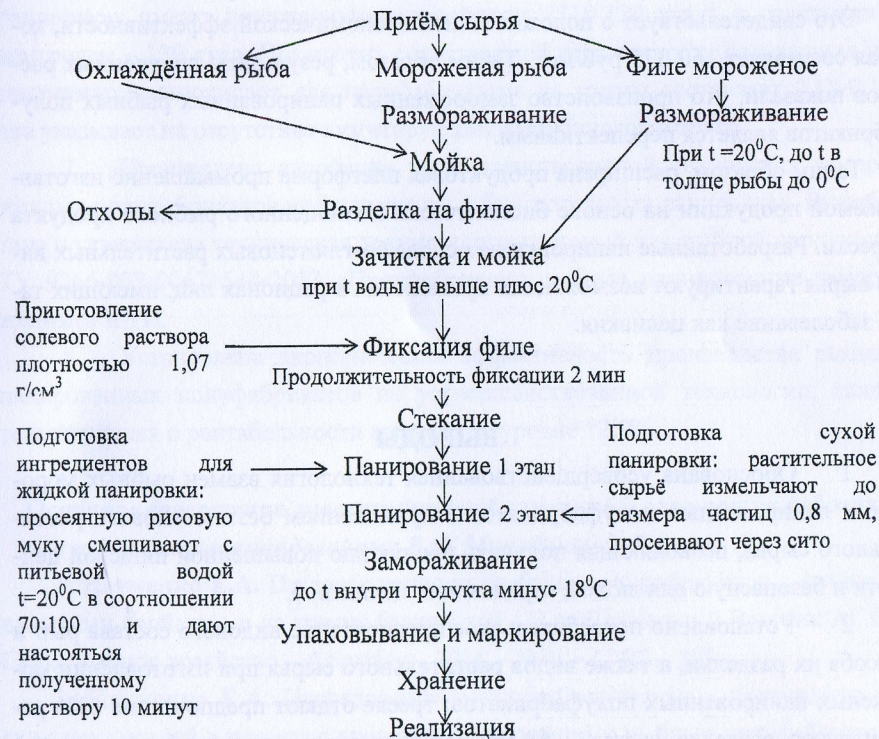 Приём сырья
Охлаждённая рыба Мороженая рыба Филе мороженое
Размораживание Размораживание
При t =20⁰С, до t в
толще рыбы до 0⁰С
Мойка
Отходы Разделка на филе
Зачистка и мойка
при t воды не выше плюс 20⁰С
Приготовление
солевого раствора
плотностью 1,07
г/см³
Фиксация филе
Продолжительность фиксации 2 мин
Стекание
Подготовка
ингредиентов для
жидкой панировки:
просеянную рисовую
муку смешивают с
питьевой водой
t=20⁰С в соотношении
70:100 и дают
настояться
полученному
раствору 10 минут
Панирование 1 этап
Панирование 2 этап
Подготовка сухой
панировки: растительное
сырьё измельчают до
размера частиц 0,8 мм,
просеивают через сито
Замораживание
до t внутри продукта минус 18⁰С
Упаковывание и маркирование
Хранение
Реализация